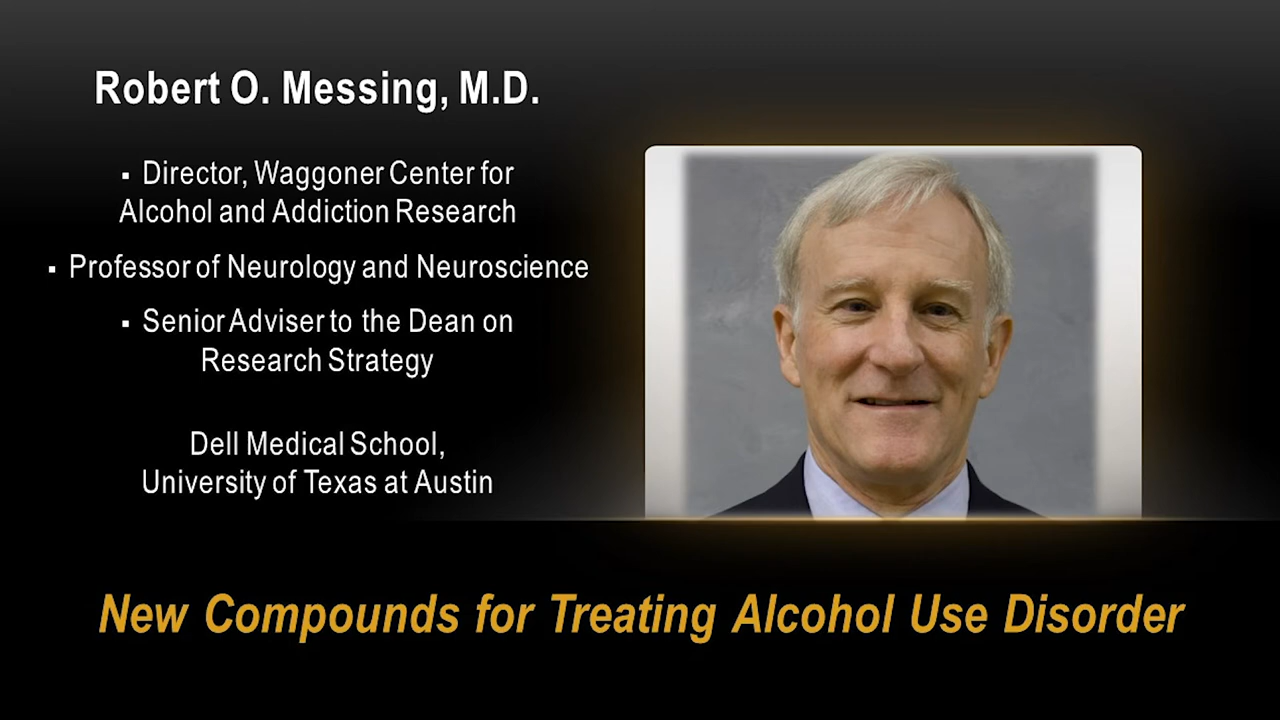 Robert O. Messing, M.D.
▪ Director, Waggoner Center for
Alcohol and Addiction Research
▪ Professor of Neurology and Neuroscience
▪ Senior Adviser to the Dean on
Research Strategy
Dell Medical School,
University of Texas at Austin
New Compounds for Treating Alcohol Use Disorder